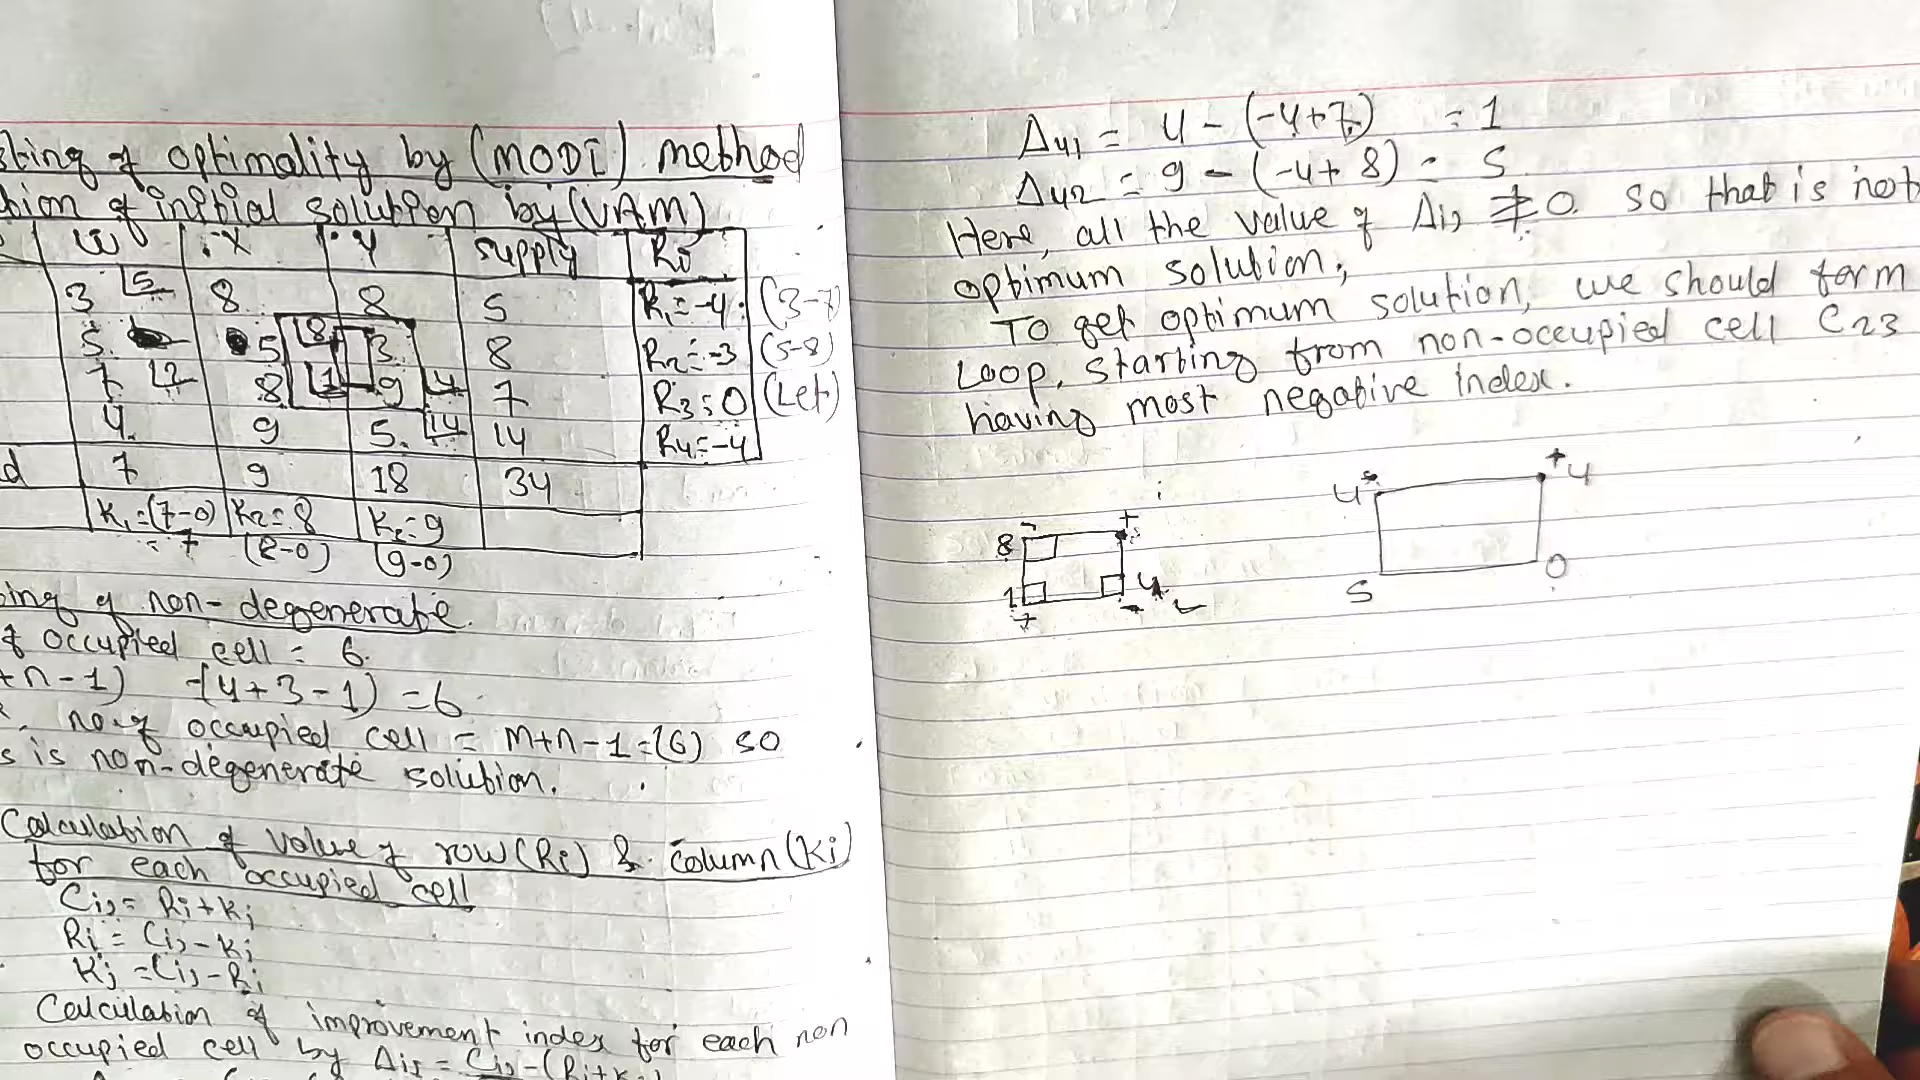 sting of optimality by (MODI) method
tion of initial solution by (VAM)
W X Y supply Ri
3 5 8 8 5 R1=-4 (3-7)
5 5 8 3 8 R2=-3 (5-8)
7 2 8 1 9 4 7 R3=0 (Let)
4 9 5 14 14 R4=-4
d 7 9 18 34
K1=(7-0) K2=8 K3=9
=7 (8-0) (9-0)
ing of non-degenerate
of occupied cell = 6.
+n-1) (4+3-1) = 6
no. of occupied cell = m+n-1=(6) so
s is non-degenerate solution.
Calculation of value of row (Ri) & column (Kj)
for each occupied cell
Cij = Ri+Kj
Ri = Cij-Kj
Kj = Cij-Ri
Calculation of improvement index for each non
occupied cell by Δij = Cij-(Ri+K
Δ41 = 4-(-4+7) = 1
Δ42 = 9-(-4+8) = 5
Here, all the value of Δij ≱ 0. so that is not
optimum solution,
To get optimum solution, we should form
Loop, starting from non-occupied cell C23
having most negative index.
8 - +
1 + 4 -
4 + 4
5 0